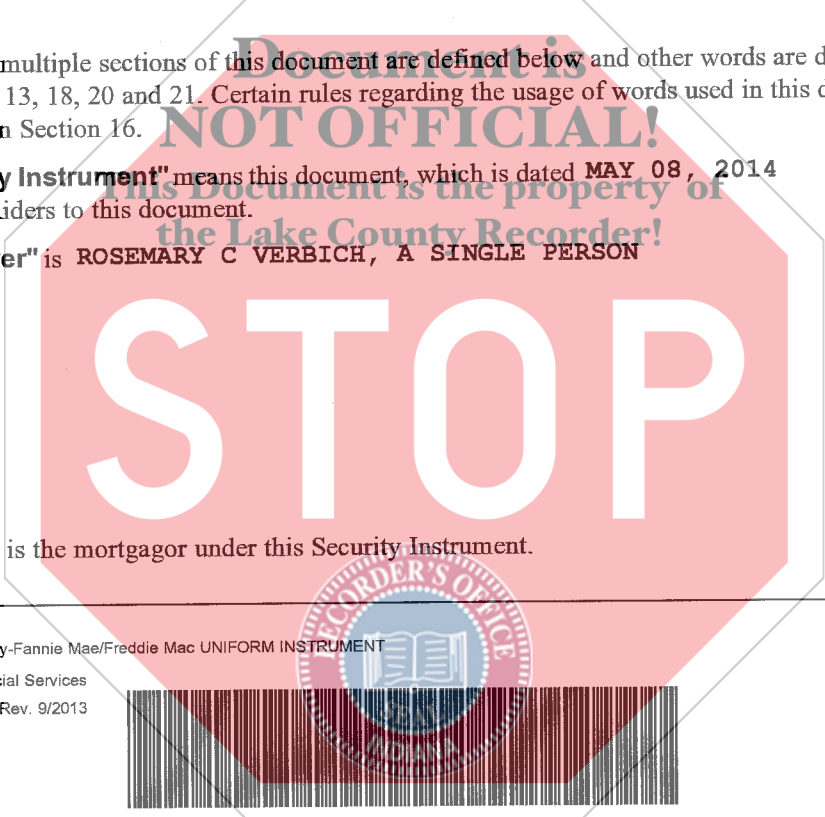 Document is
multiple sections of this document are defined below and other words are d
13, 18, 20 and 21. Certain rules regarding the usage of words used in this d
NOT OFFICIAL!
n Section 16.
y Instrument" means this document, which is dated MAY 08, 2014
This Document is the property of
iders to this document.
the Lake County Recorder!
er" is ROSEMARY C VERBICH, A SINGLE PERSON
STOP
is the mortgagor under this Security Instrument.
RECORDER'S OFFICE
y-Fannie Mae/Freddie Mac UNIFORM INSTRUMENT
cial Services
Rev. 9/2013
SEAL
INDIANA